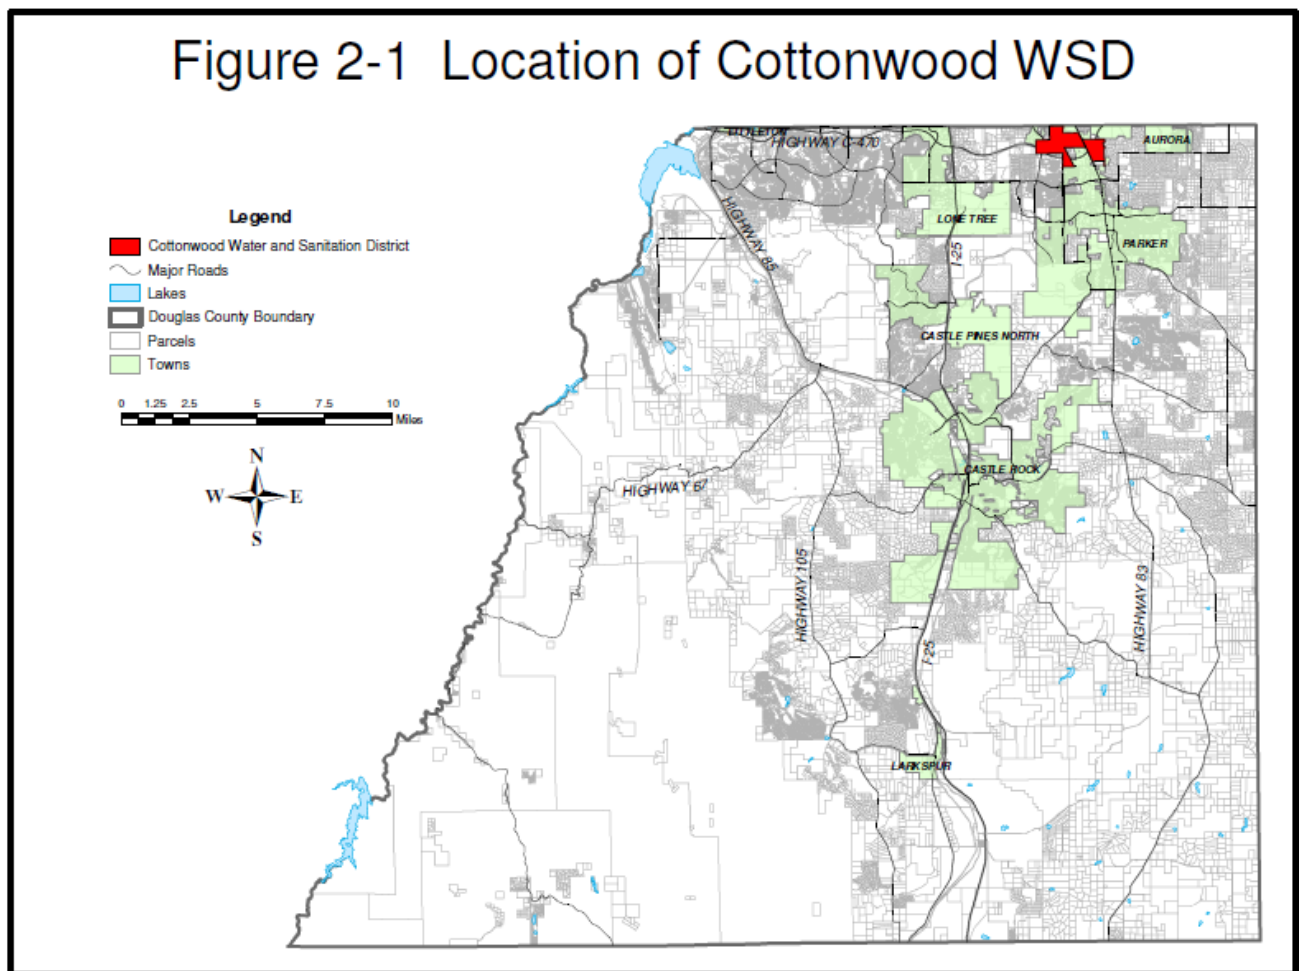 Figure 2-1 Location of Cottonwood WSD
LITTLETON
HIGHWAY C-470
AURORA
Legend
Cottonwood Water and Sanitation District
Major Roads
Lakes
Douglas County Boundary
Parcels
Towns
0 1.25 2.5 5 7.5 10
Miles
N
W E
S
HIGHWAY 85
LONE TREE
I-25
PARKER
CASTLE PINES NORTH
CASTLE ROCK
HIGHWAY 67
HIGHWAY 105
HIGHWAY 83
I-25
LARKSPUR